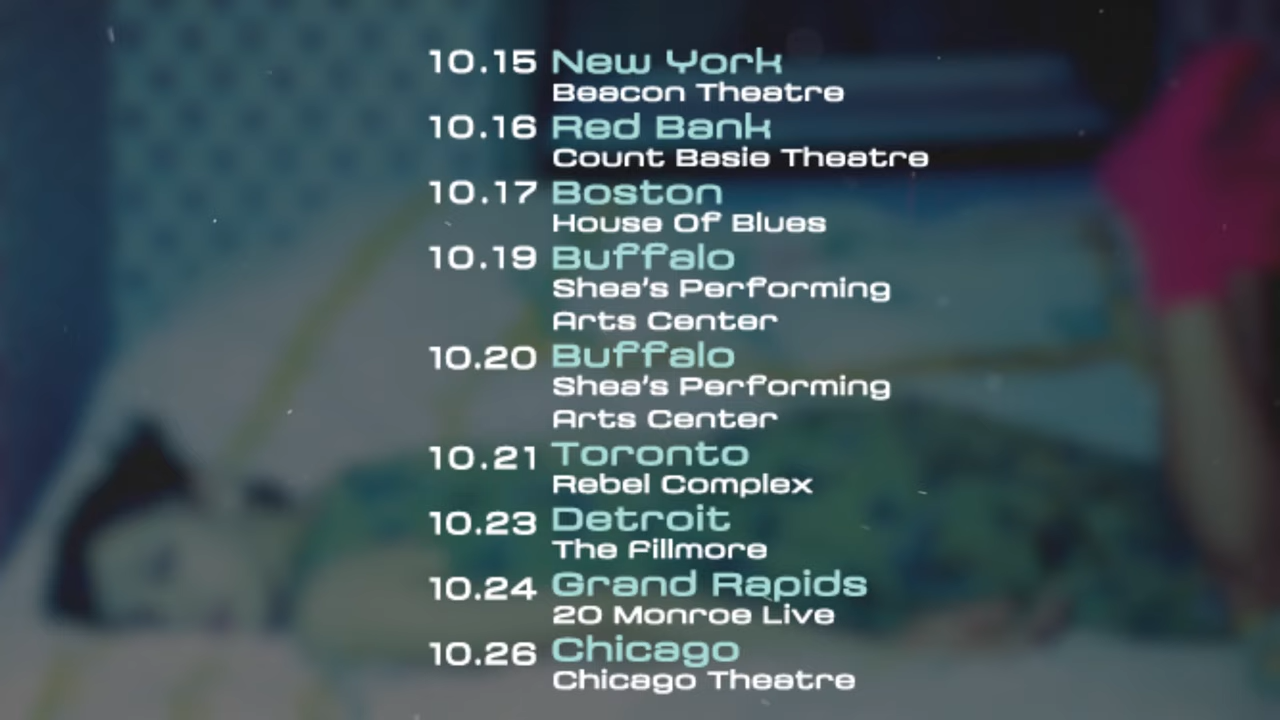 10.15 New York
Beacon Theatre
10.16 Red Bank
Count Basie Theatre
10.17 Boston
House Of Blues
10.19 Buffalo
Shea's Performing
Arts Center
10.20 Buffalo
Shea's Performing
Arts Center
10.21 Toronto
Rebel Complex
10.23 Detroit
The Fillmore
10.24 Grand Rapids
20 Monroe Live
10.26 Chicago
Chicago Theatre